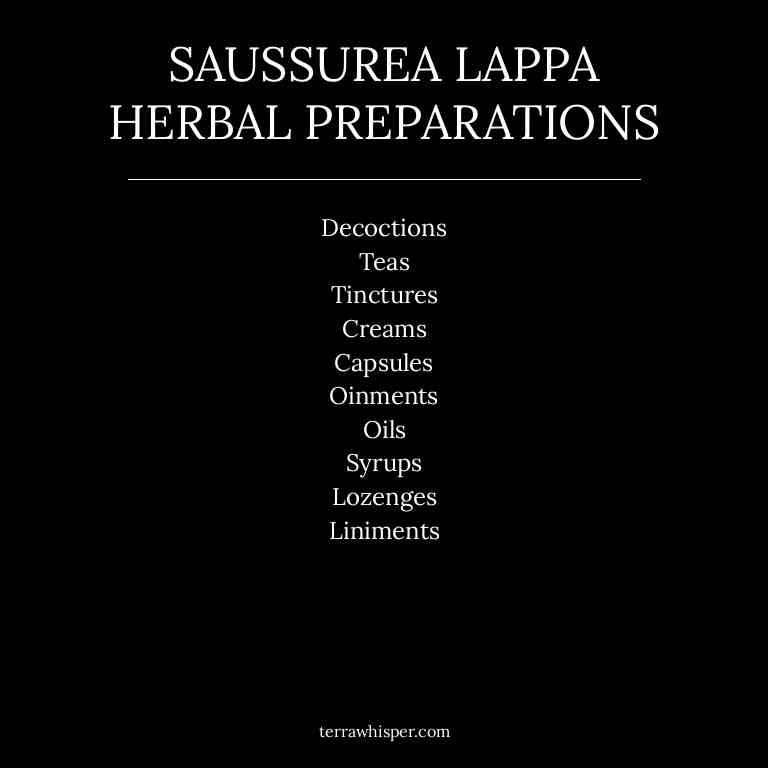 SAUSSUREA LAPPA
HERBAL PREPARATIONS
Decoctions
Teas
Tinctures
Creams
Capsules
Oinments
Oils
Syrups
Lozenges
Liniments
terrawhisper.com